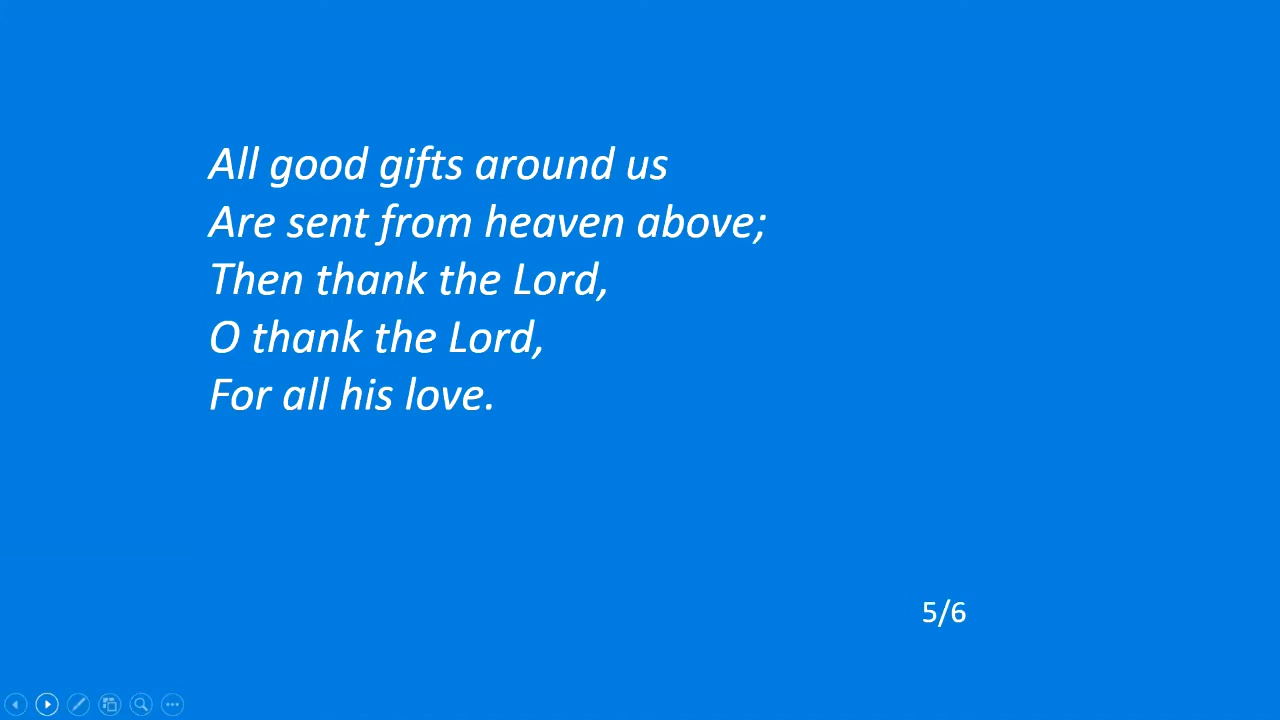 All good gifts around us
Are sent from heaven above;
Then thank the Lord,
O thank the Lord,
For all his love.
5/6